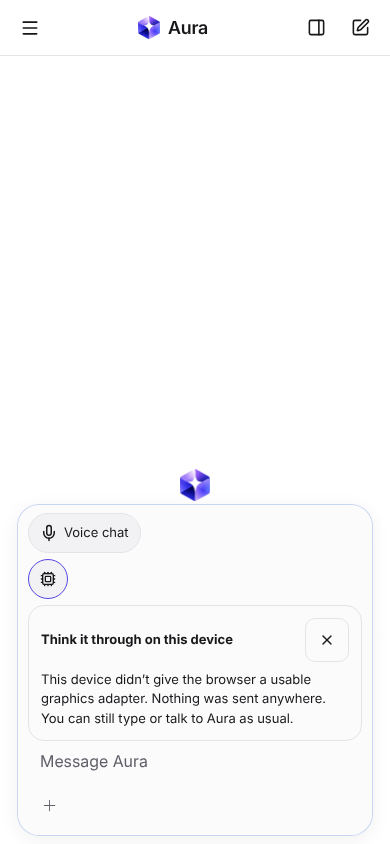 Aura
Voice chat
Think it through on this device
This device didn’t give the browser a usable
graphics adapter. Nothing was sent anywhere.
You can still type or talk to Aura as usual.
Message Aura